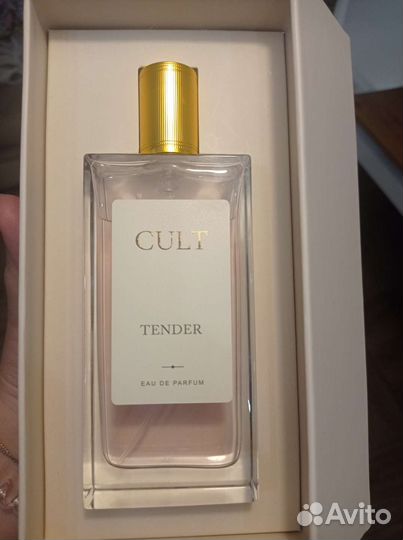 CULT
TENDER
EAU DE PARFUM
Avito